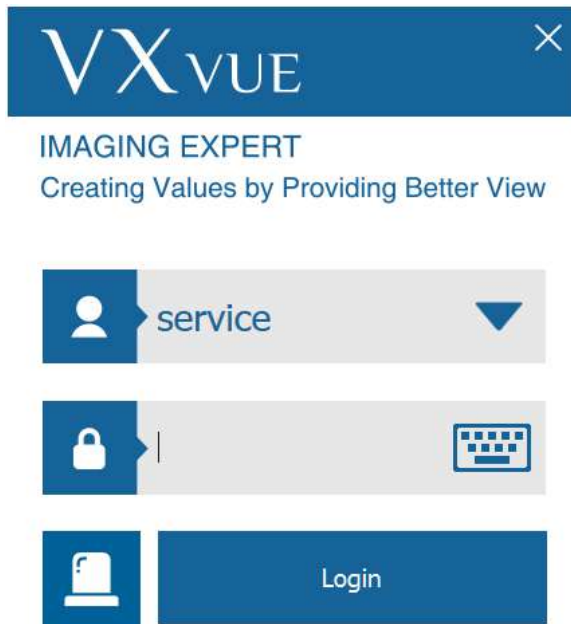 VXVUE
IMAGING EXPERT
Creating Values by Providing Better View
service
Login